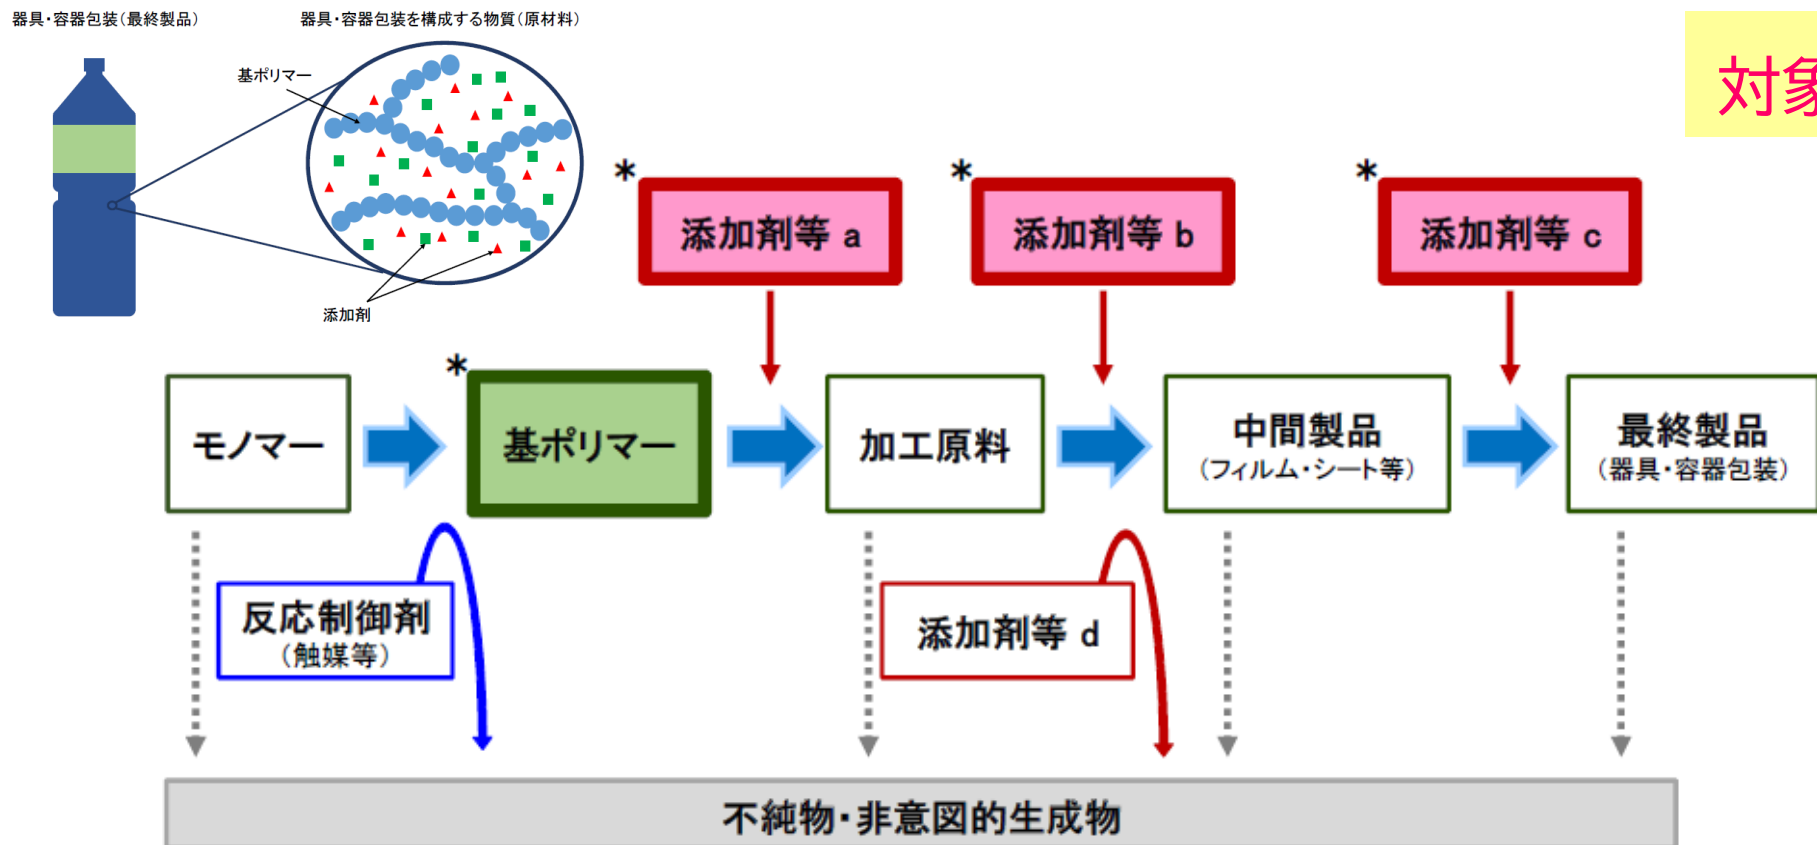 器具・容器包装(最終製品)
器具・容器包装を構成する物質(原材料)
基ポリマー
添加剤
対象
*
添加剤等 a
*
添加剤等 b
*
添加剤等 c
モノマー
*
基ポリマー
加工原料
中間製品
(フィルム・シート等)
最終製品
(器具・容器包装)
反応制御剤
(触媒等)
添加剤等 d
不純物・非意図的生成物